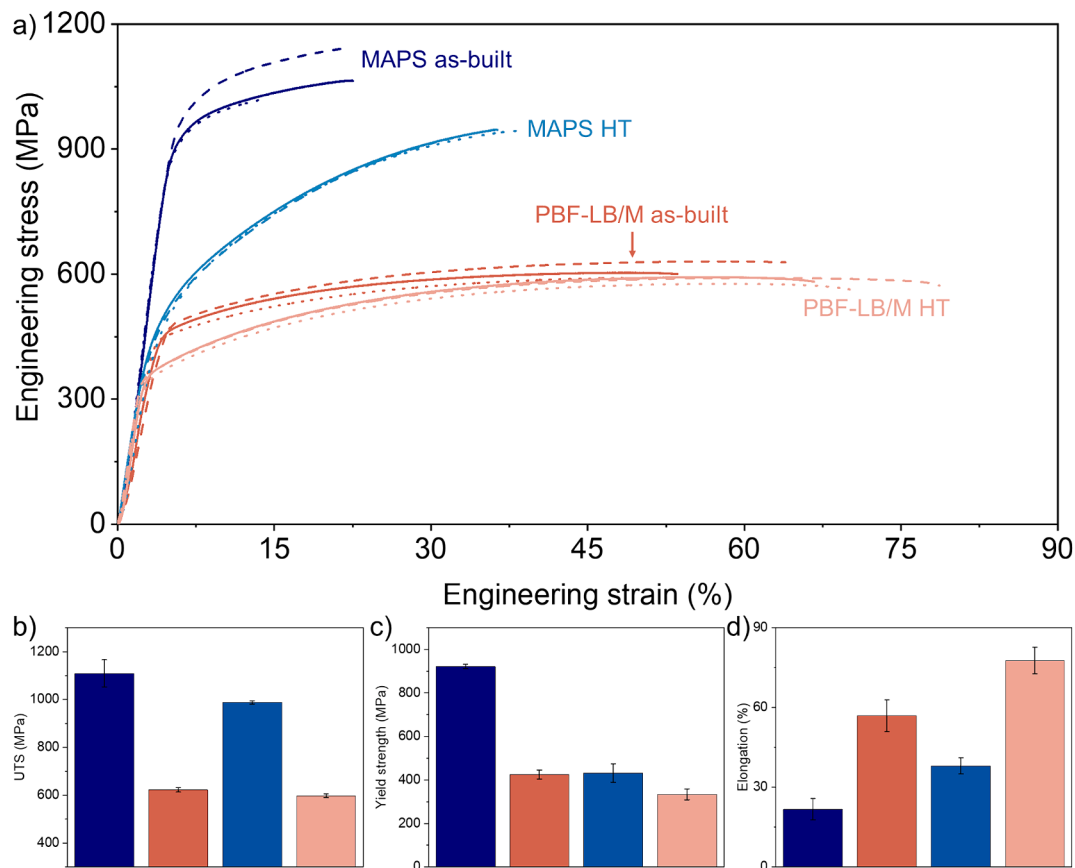 a)
1200
900
600
300
0
Engineering stress (MPa)
MAPS as-built
MAPS HT
PBF-LB/M as-built
PBF-LB/M HT
0 15 30 45 60 75 90
Engineering strain (%)
b)
1200
1000
800
600
400
UTS (MPa)
c)
1000
800
600
400
200
0
Yield strength (MPa)
d)
90
60
30
0
Elongation (%)